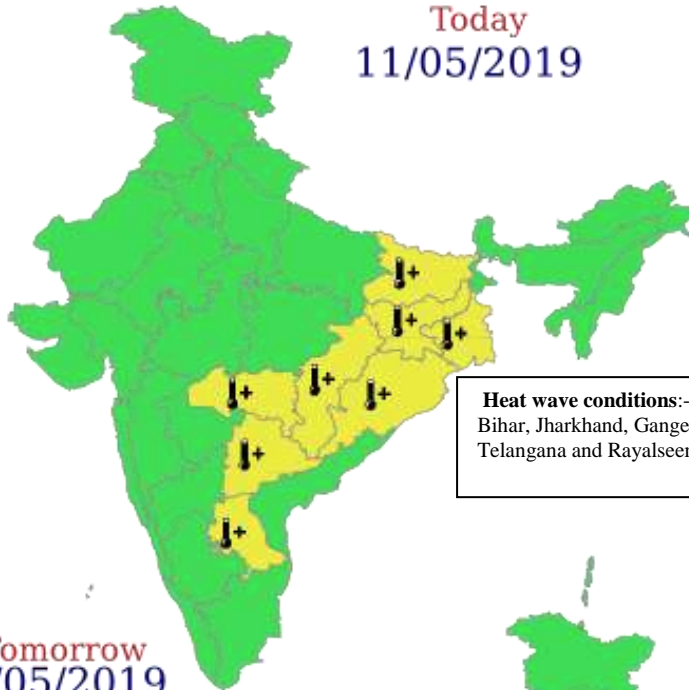 Today
11/05/2019
Heat wave conditions:-
Bihar, Jharkhand, Gange
Telangana and Rayalseer
omorrow
/05/2019